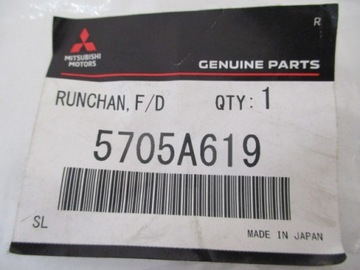 R
MITSUBISHI
MOTORS
GENUINE PARTS
RUNCHAN, F/D QTY: 1
5705A619
SL
MADE IN JAPAN